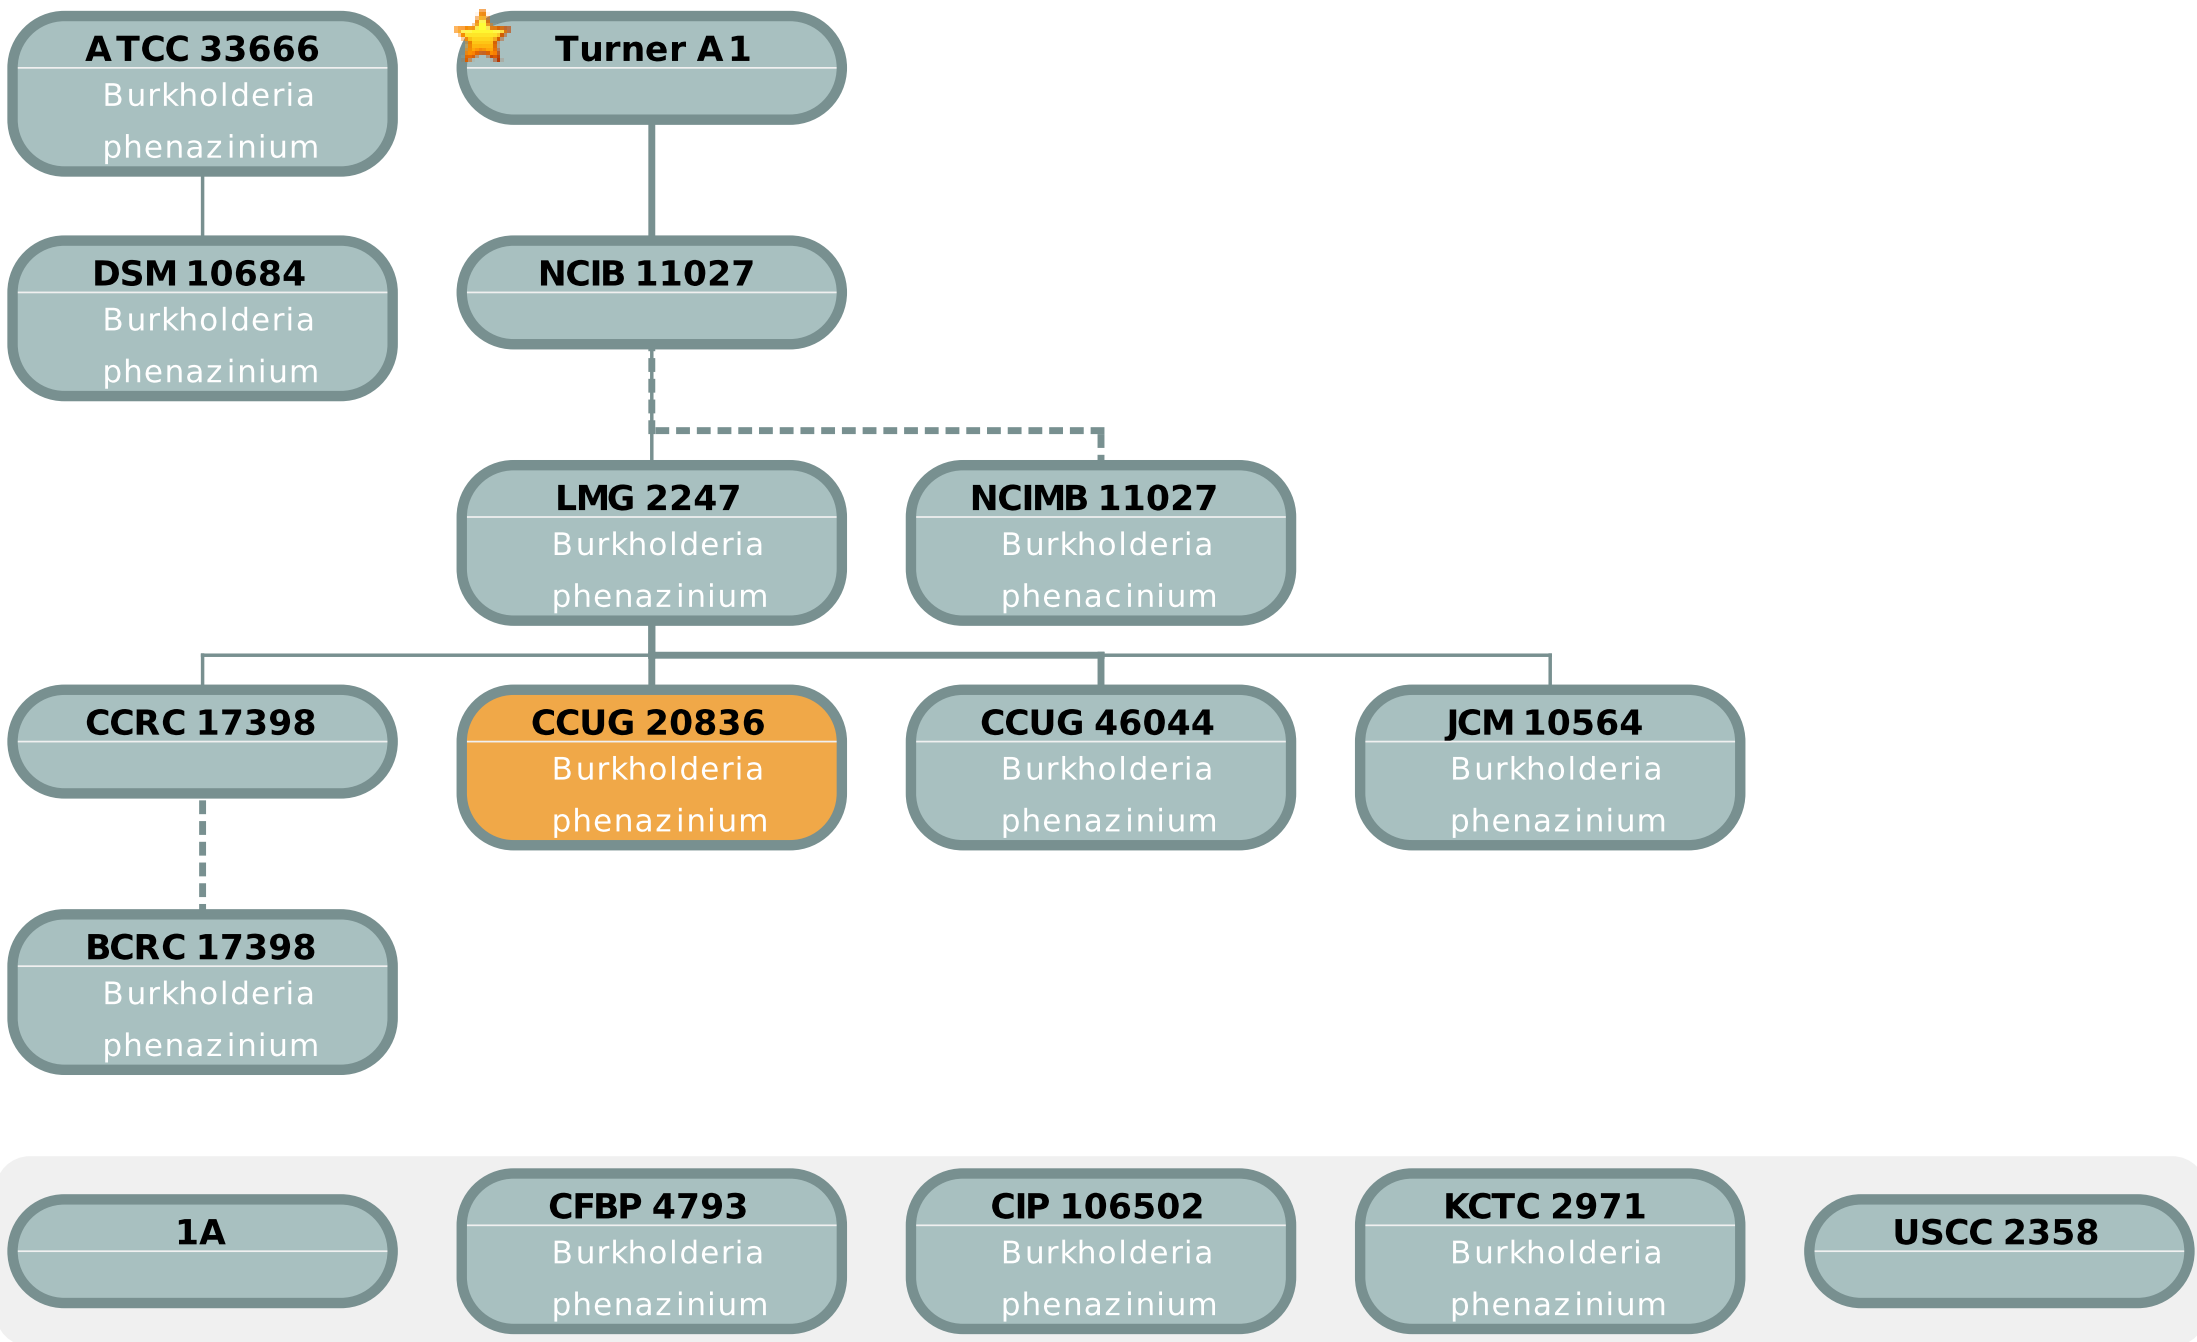 ATCC 33666
Burkholderia
phenazinium
Turner A1
DSM 10684
Burkholderia
phenazinium
NCIB 11027
LMG 2247
Burkholderia
phenazinium
NCIMB 11027
Burkholderia
phenacinium
CCRC 17398
CCUG 20836
Burkholderia
phenazinium
CCUG 46044
Burkholderia
phenazinium
JCM 10564
Burkholderia
phenazinium
BCRC 17398
Burkholderia
phenazinium
1A
CFBP 4793
Burkholderia
phenazinium
CIP 106502
Burkholderia
phenazinium
KCTC 2971
Burkholderia
phenazinium
USCC 2358